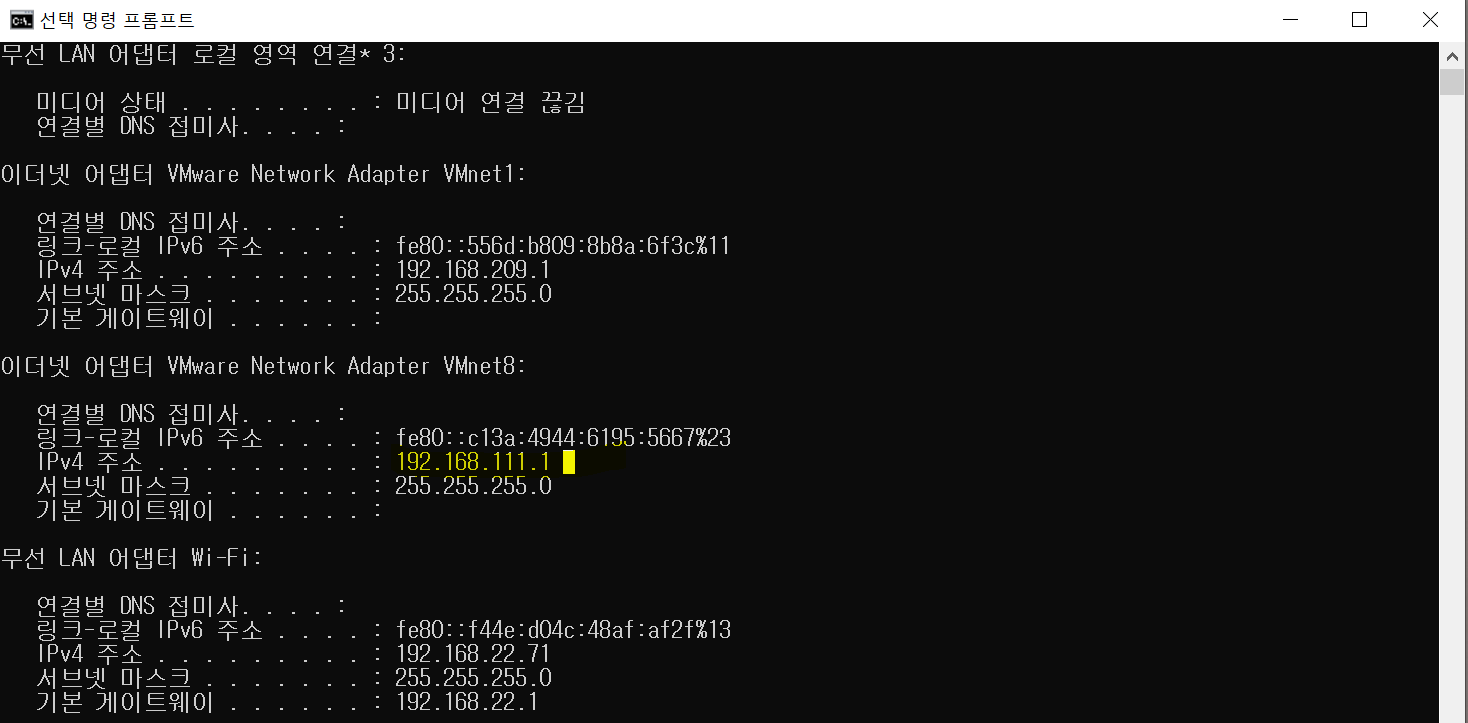 선택 명령 프롬프트
무선 LAN 어댑터 로컬 영역 연결* 3:
미디어 상태 . . . . . . . . : 미디어 연결 끊김
연결별 DNS 접미사. . . . :
이더넷 어댑터 VMware Network Adapter VMnet1:
연결별 DNS 접미사. . . . :
링크-로컬 IPv6 주소 . . . . : fe80::556d:b809:8b8a:6f3c%11
IPv4 주소 . . . . . . . . . : 192.168.209.1
서브넷 마스크 . . . . . . . : 255.255.255.0
기본 게이트웨이 . . . . . . :
이더넷 어댑터 VMware Network Adapter VMnet8:
연결별 DNS 접미사. . . . :
링크-로컬 IPv6 주소 . . . . : fe80::c13a:4944:6195:5667%23
IPv4 주소 . . . . . . . . . : 192.168.111.1
서브넷 마스크 . . . . . . . : 255.255.255.0
기본 게이트웨이 . . . . . . :
무선 LAN 어댑터 Wi-Fi:
연결별 DNS 접미사. . . . :
링크-로컬 IPv6 주소 . . . . : fe80::f44e:d04c:48af:af2f%13
IPv4 주소 . . . . . . . . . : 192.168.22.71
서브넷 마스크 . . . . . . . : 255.255.255.0
기본 게이트웨이 . . . . . . : 192.168.22.1